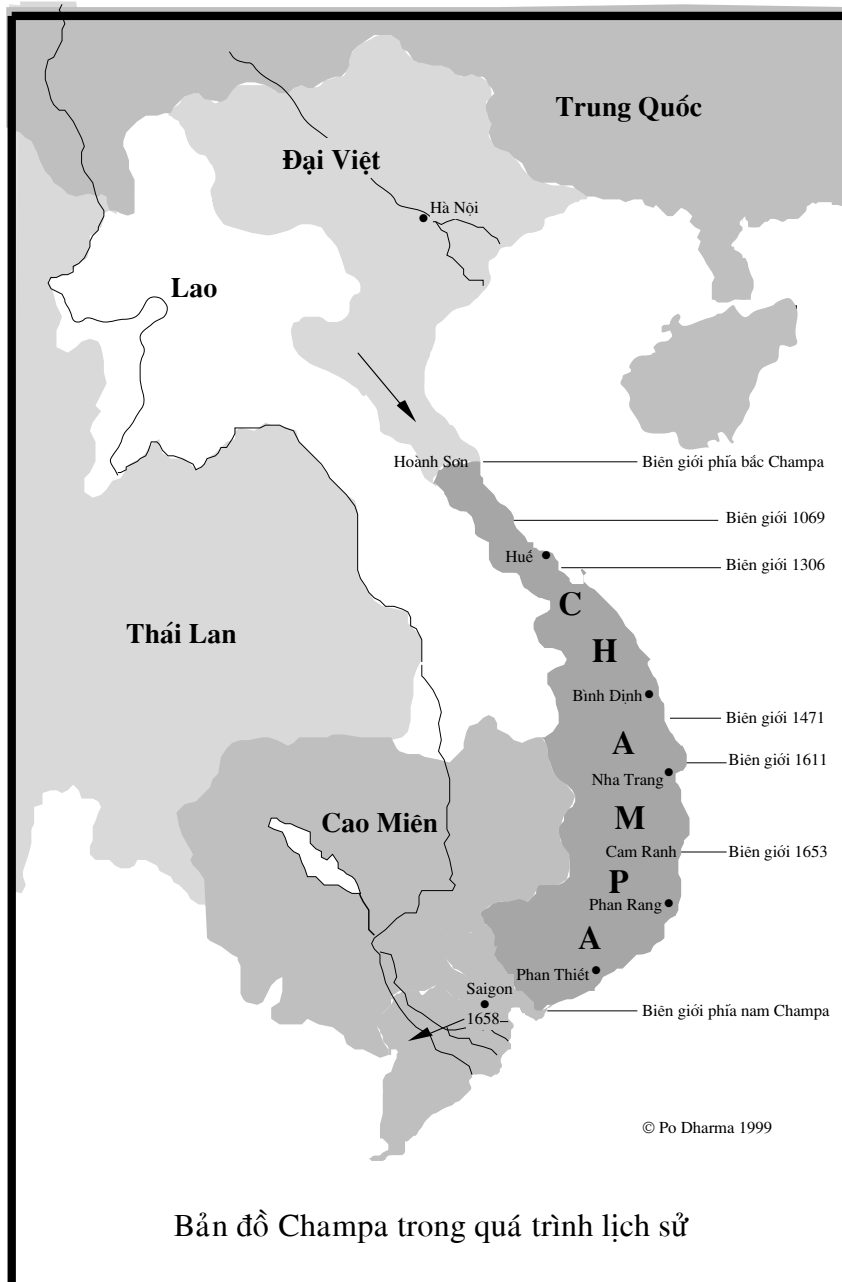 Trung Quốc
Đại Việt
Hà Nội
Lao
Hoành Sơn
Biên giới phía bắc Champa
Biên giới 1069
Huế
Biên giới 1306
C
Thái Lan
H
Bình Dịnh
Biên giới 1471
A
Biên giới 1611
Nha Trang
Cao Miên
M
Cam Ranh
Biên giới 1653
P
Phan Rang
A
Phan Thiết
Saigon
Biên giới phía nam Champa
1658
© Po Dharma 1999
Bản đồ Champa trong quá trình lịch sử